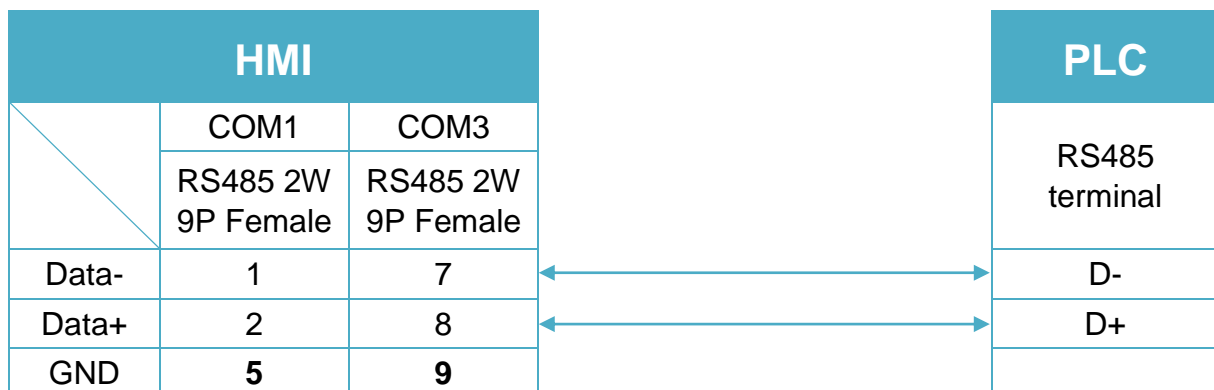 HMI PLC
COM1 COM3
RS485 2W RS485 2W RS485
9P Female 9P Female terminal
Data- 1 7 D-
Data+ 2 8 D+
GND 5 9